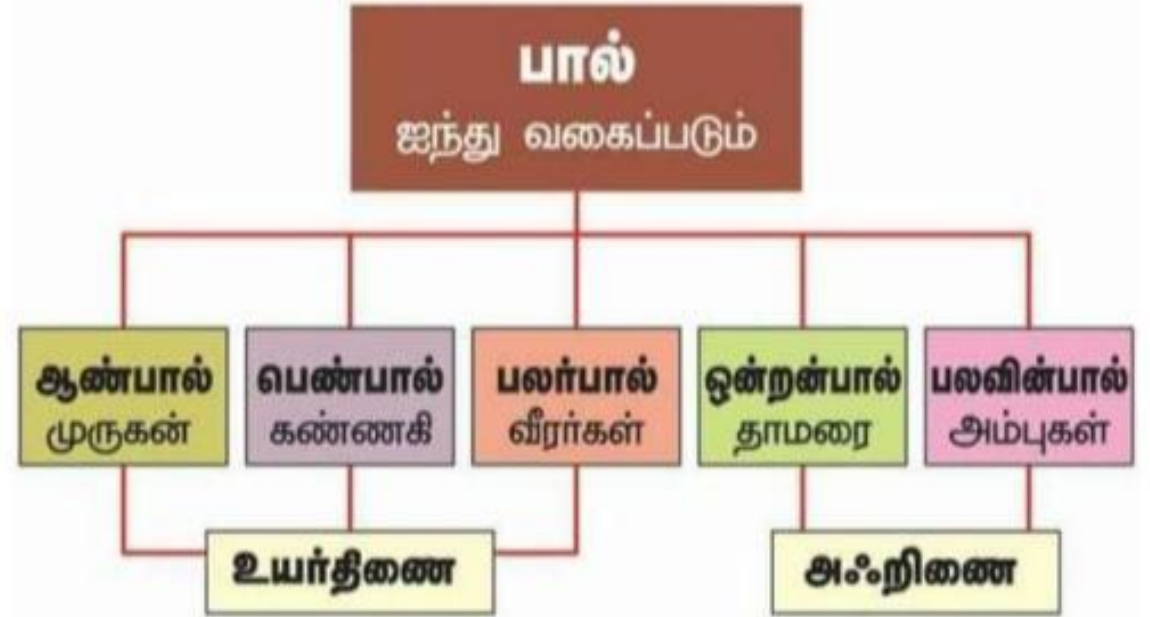 பால்
ஐந்து வகைப்படும்
ஆண்பால்
முருகன்
பெண்பால்
கண்ணகி
பலர்பால்
வீரர்கள்
ஒன்றன்பால்
தாமரை
பலவின்பால்
அம்புகள்
உயர்திணை
அஃறிணை